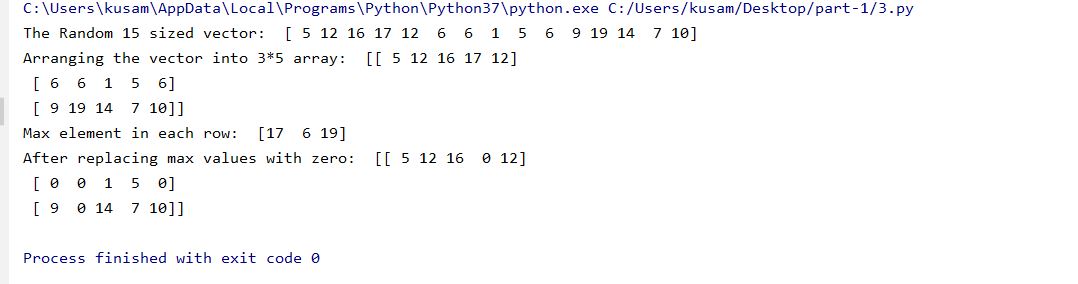 C:\Users\kusam\AppData\Local\Programs\Python\Python37\python.exe C:/Users/kusam/Desktop/part-1/3.py
The Random 15 sized vector:  [ 5 12 16 17 12  6  6  1  5  6  9 19 14  7 10]
Arranging the vector into 3*5 array:  [[ 5 12 16 17 12]
 [ 6  6  1  5  6]
 [ 9 19 14  7 10]]
Max element in each row:  [17  6 19]
After replacing max values with zero:  [[ 5 12 16  0 12]
 [ 0  0  1  5  0]
 [ 9  0 14  7 10]]
Process finished with exit code 0